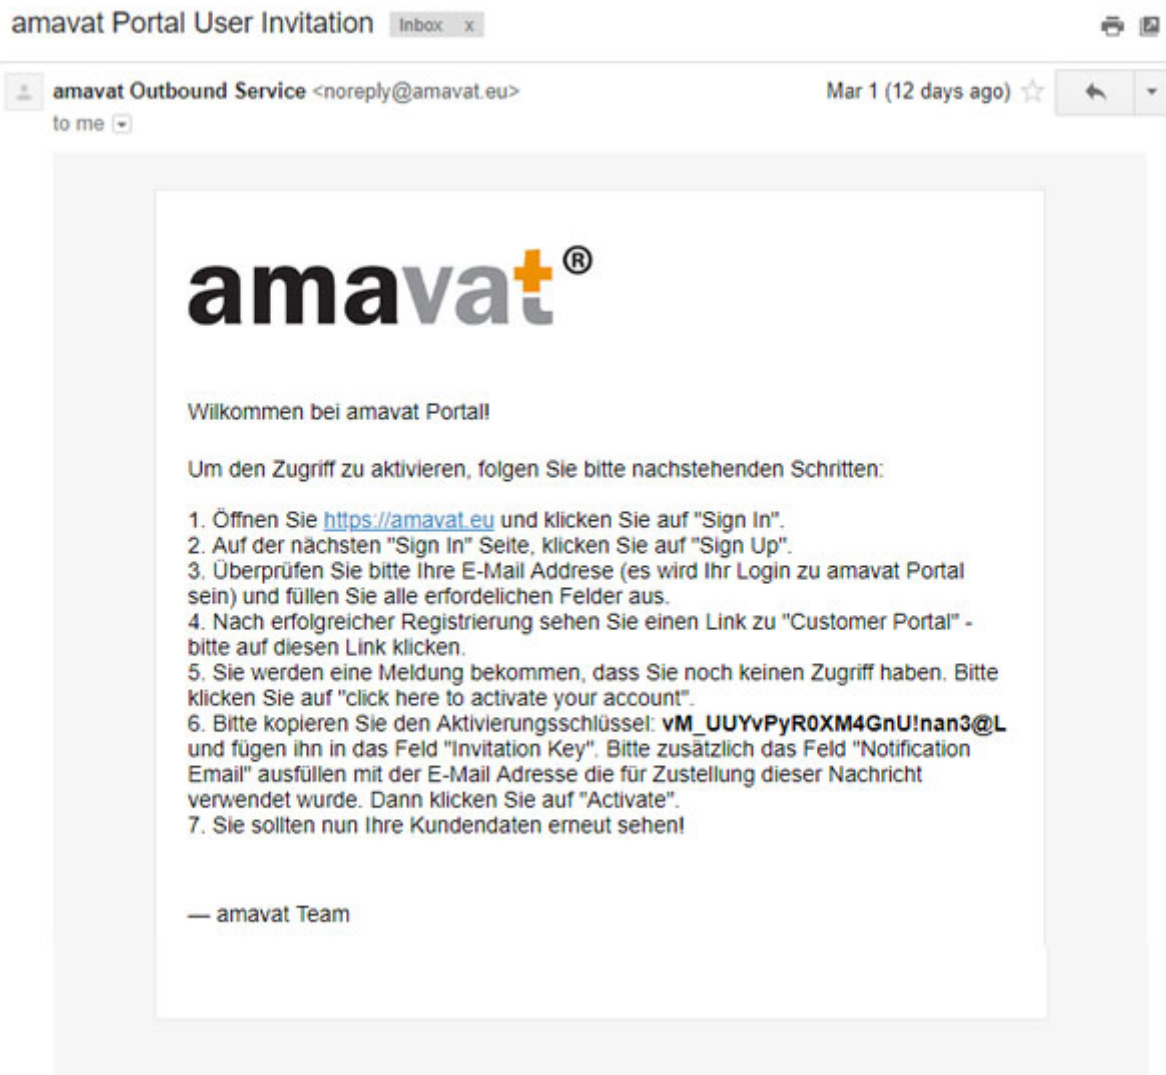 amavat Portal User Invitation Inbox x
amavat Outbound Service <noreply@amavat.eu> Mar 1 (12 days ago)
to me
amavat®
Wilkommen bei amavat Portal!
Um den Zugriff zu aktivieren, folgen Sie bitte nachstehenden Schritten:
1. Öffnen Sie https://amavat.eu und klicken Sie auf "Sign In".
2. Auf der nächsten "Sign In" Seite, klicken Sie auf "Sign Up".
3. Überprüfen Sie bitte Ihre E-Mail Addrese (es wird Ihr Login zu amavat Portal
sein) und füllen Sie alle erfordelichen Felder aus.
4. Nach erfolgreicher Registrierung sehen Sie einen Link zu "Customer Portal" -
bitte auf diesen Link klicken.
5. Sie werden eine Meldung bekommen, dass Sie noch keinen Zugriff haben. Bitte
klicken Sie auf "click here to activate your account".
6. Bitte kopieren Sie den Aktivierungsschlüssel: vM_UUYvPyR0XM4GnU!nan3@L
und fügen ihn in das Feld "Invitation Key". Bitte zusätzlich das Feld "Notification
Email" ausfüllen mit der E-Mail Adresse die für Zustellung dieser Nachricht
verwendet wurde. Dann klicken Sie auf "Activate".
7. Sie sollten nun Ihre Kundendaten erneut sehen!
— amavat Team